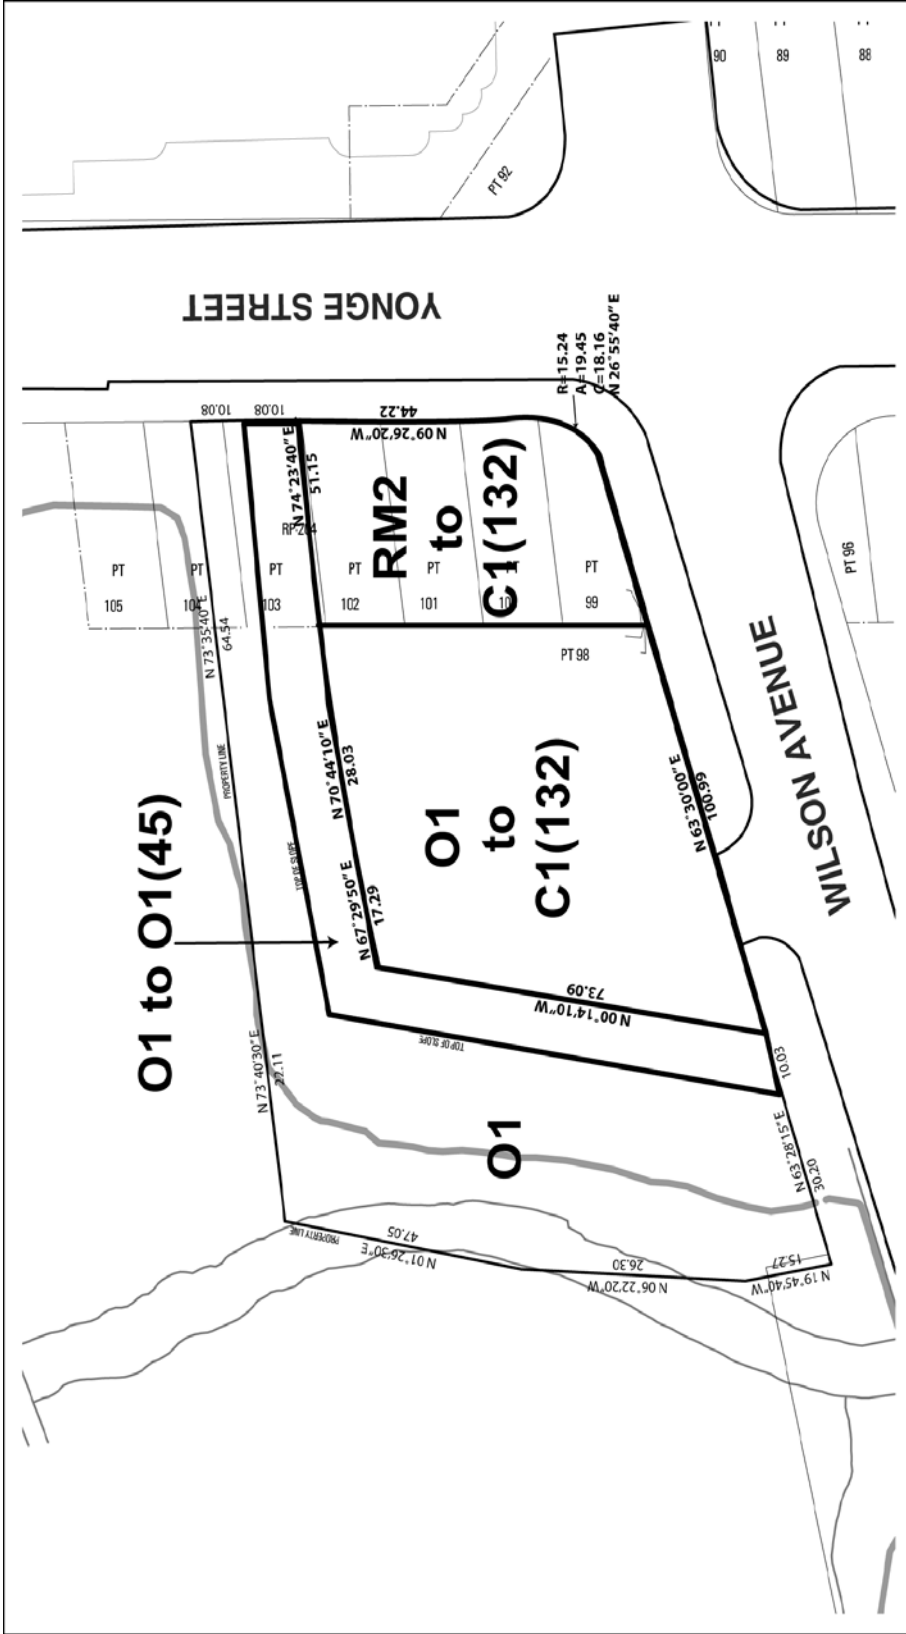 90
89
88
PT 92
YONGE STREET
R=15.24
A=19.45
C=18.16
N 26°55'40" E
10.08
10.08
44.22
N 09°26'20" W
N 74°23'40" E
51.15
RM2
to
C1(132)
PT
105
PT
104
PT
103
PT
102
PT
101
PT
99
PT 98
PT 96
N 73°35'40" E
64.54
PROPERTY LINE
TOP OF SLOPE
N 70°44'10" E
28.03
N 67°29'50" E
17.29
O1
to
C1(132)
N 63°30'00" E
100.99
WILSON AVENUE
O1 to O1(45)
73.09
N 00°14'10" W
TOP OF SLOPE
N 73°40'30" E
22.11
O1
10.03
N 63°28'15" E
30.20
PROPERTY LINE
47.05
N 01°26'30" E
26.30
N 06°22'20" W
15.27
N 19°45'40" W